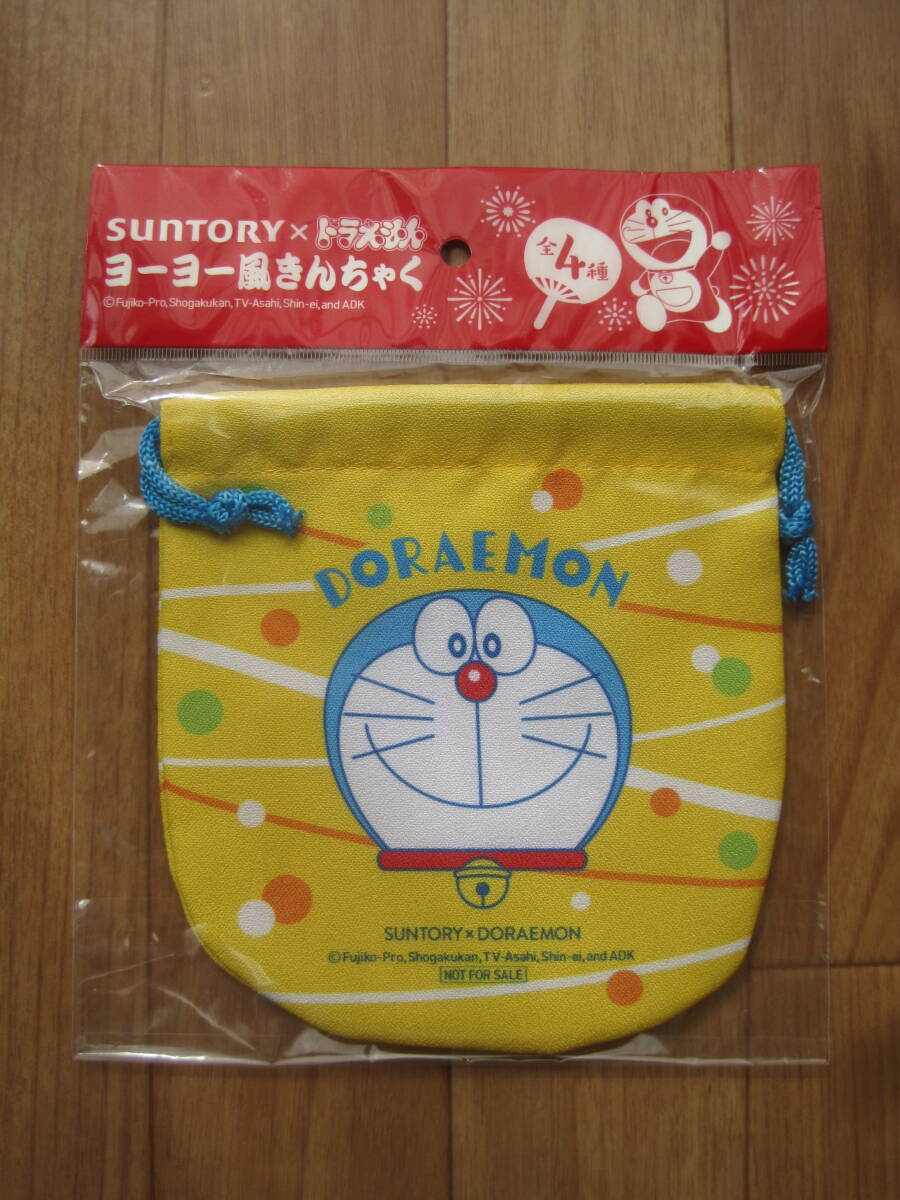 SUNTORY×ドラえもん
ヨーヨー風きんちゃく
©Fujiko-Pro,Shogakukan,TV-Asahi,Shin-ei,and ADK
全4種
DORAEMON
SUNTORY×DORAEMON
©Fujiko-Pro,Shogakukan,TV-Asahi,Shin-ei,and ADK
NOT FOR SALE